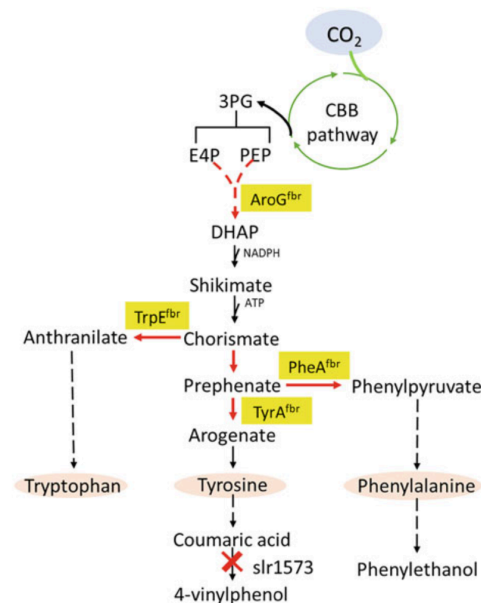 CO2
CBB
pathway
3PG
E4P PEP
AroGfbr
DHAP
NADPH
Shikimate
ATP
TrpEfbr
Anthranilate Chorismate
PheAfbr
Prephenate Phenylpyruvate
TyrAfbr
Arogenate
Tryptophan Tyrosine Phenylalanine
Coumaric acid
slr1573
Phenylethanol
4-vinylphenol